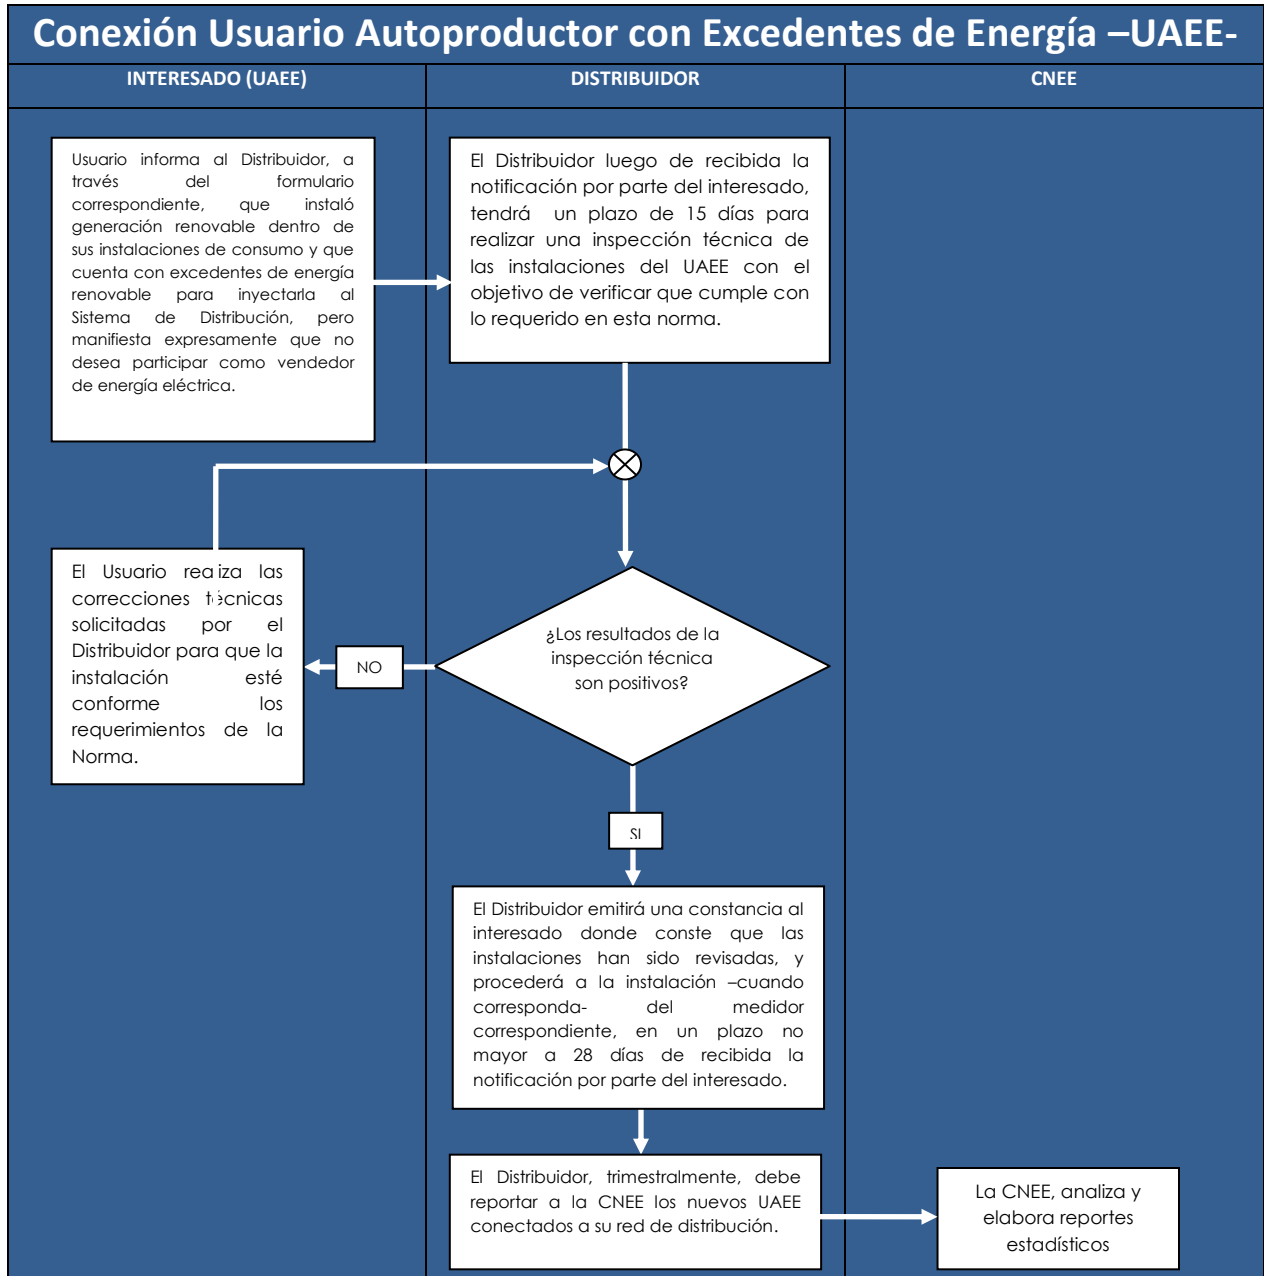 Conexión Usuario Autoproductor con Excedentes de Energía –UAEE-
INTERESADO (UAEE)
DISTRIBUIDOR
CNEE
Usuario informa al Distribuidor, a
través del formulario
correspondiente, que instaló
generación renovable dentro de
sus instalaciones de consumo y que
cuenta con excedentes de energía
renovable para inyectarla al
Sistema de Distribución, pero
manifiesta expresamente que no
desea participar como vendedor
de energía eléctrica.
El Distribuidor luego de recibida la
notificación por parte del interesado,
tendrá un plazo de 15 días para
realizar una inspección técnica de
las instalaciones del UAEE con el
objetivo de verificar que cumple con
lo requerido en esta norma.
El Usuario realiza las
correcciones técnicas
solicitadas por el
Distribuidor para que la
instalación esté
conforme los
requerimientos de la
Norma.
NO
¿Los resultados de la
inspección técnica
son positivos?
SI
El Distribuidor emitirá una constancia al
interesado donde conste que las
instalaciones han sido revisadas, y
procederá a la instalación –cuando
corresponda- del medidor
correspondiente, en un plazo no
mayor a 28 días de recibida la
notificación por parte del interesado.
El Distribuidor, trimestralmente, debe
reportar a la CNEE los nuevos UAEE
conectados a su red de distribución.
La CNEE, analiza y
elabora reportes
estadísticos